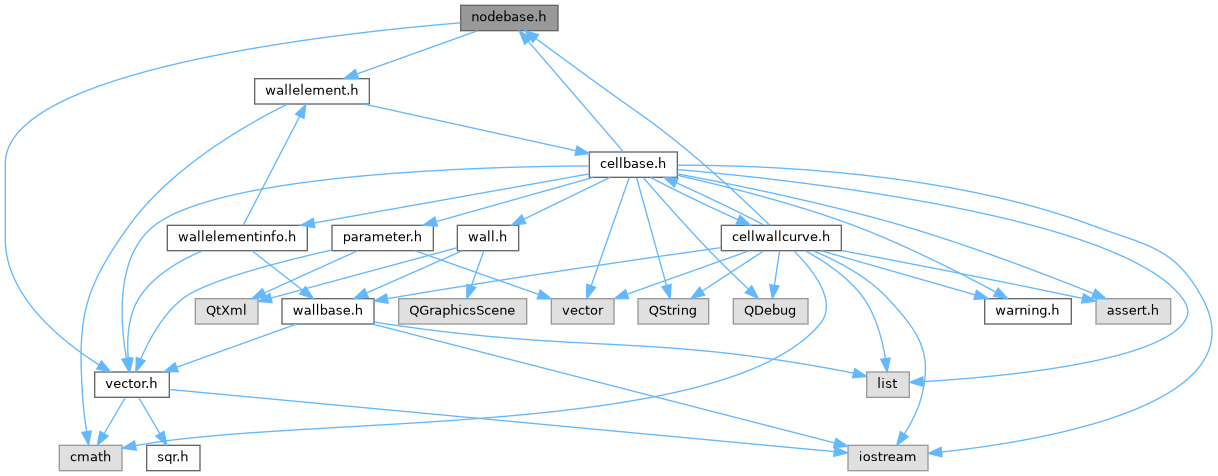 nodebase.h
wallelement.h
cellbase.h
wallelementinfo.h
parameter.h
wall.h
cellwallcurve.h
QtXml
wallbase.h
QGraphicsScene
vector
QString
QDebug
warning.h
assert.h
vector.h
list
cmath
sqr.h
iostream